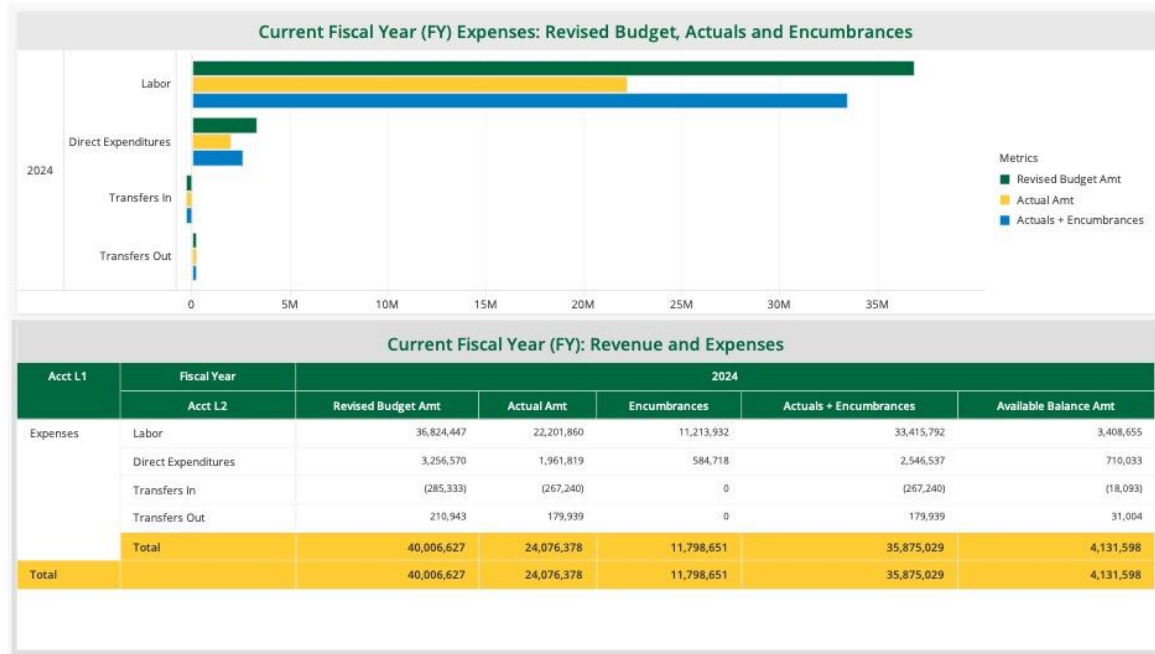 Current Fiscal Year (FY) Expenses: Revised Budget, Actuals and Encumbrances
2024
Labor
Direct Expenditures
Transfers In
Transfers Out
0 5M 10M 15M 20M 25M 30M 35M
Metrics
Revised Budget Amt
Actual Amt
Actuals + Encumbrances
Current Fiscal Year (FY): Revenue and Expenses
Acct L1 Fiscal Year 2024
Acct L2 Revised Budget Amt Actual Amt Encumbrances Actuals + Encumbrances Available Balance Amt
Expenses Labor 36,824,447 22,201,860 11,213,932 33,415,792 3,408,655
Direct Expenditures 3,256,570 1,961,819 584,718 2,546,537 710,033
Transfers In (285,333) (267,240) 0 (267,240) (18,093)
Transfers Out 210,943 179,939 0 179,939 31,004
Total 40,006,627 24,076,378 11,798,651 35,875,029 4,131,598
Total 40,006,627 24,076,378 11,798,651 35,875,029 4,131,598